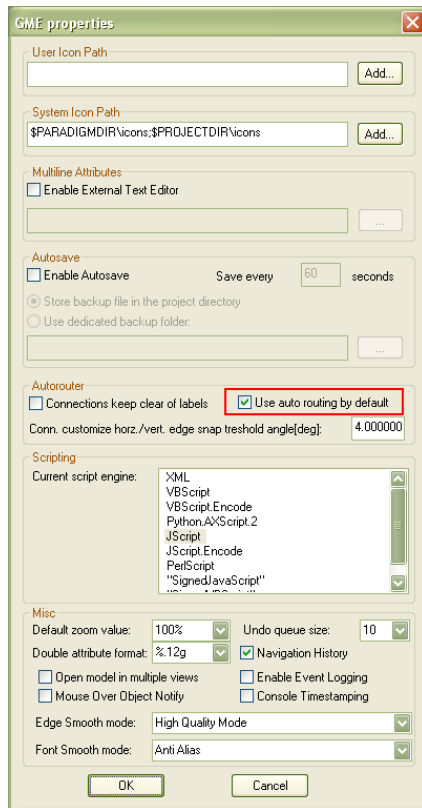 GME properties
User Icon Path
Add...
System Icon Path
$PARADIGMDIR\icons;$PROJECTDIR\icons
Add...
Multiline Attributes
Enable External Text Editor
...
Autosave
Enable Autosave Save every 60 seconds
Store backup file in the project directory
Use dedicated backup folder:
...
Autorouter
Connections keep clear of labels Use auto routing by default
Conn. customize horz./vert. edge snap treshold angle[deg]: 4.000000
Scripting
Current script engine: XML
VBScript
VBScript.Encode
Python.AXScript.2
JScript
JScript.Encode
PerlScript
"SignedJavaScript"
Misc
Default zoom value: 100% Undo queue size: 10
Double attribute format: %.12g Navigation History
Open model in multiple views Enable Event Logging
Mouse Over Object Notify Console Timestamping
Edge Smooth mode: High Quality Mode
Font Smooth mode: Anti Alias
OK Cancel